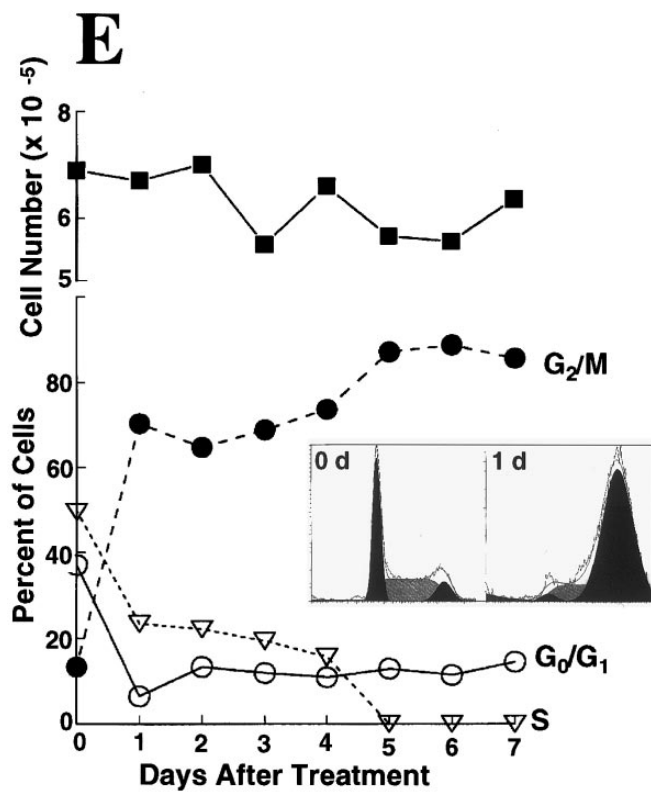 E
Cell Number (x 10 -5)
8
6
5
Percent of Cells
80
60
40
20
0
G2/M
0 d
1 d
G0/G1
S
0 1 2 3 4 5 6 7
Days After Treatment